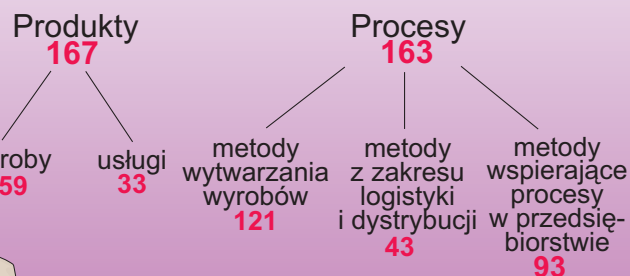 Produkty
167
Procesy
163
roby
59
usługi
33
metody
wytwarzania
wyrobów
121
metody
z zakresu
logistyki
i dystrybucji
43
metody
wspierające
procesy
w przedsię-
biorstwie
93